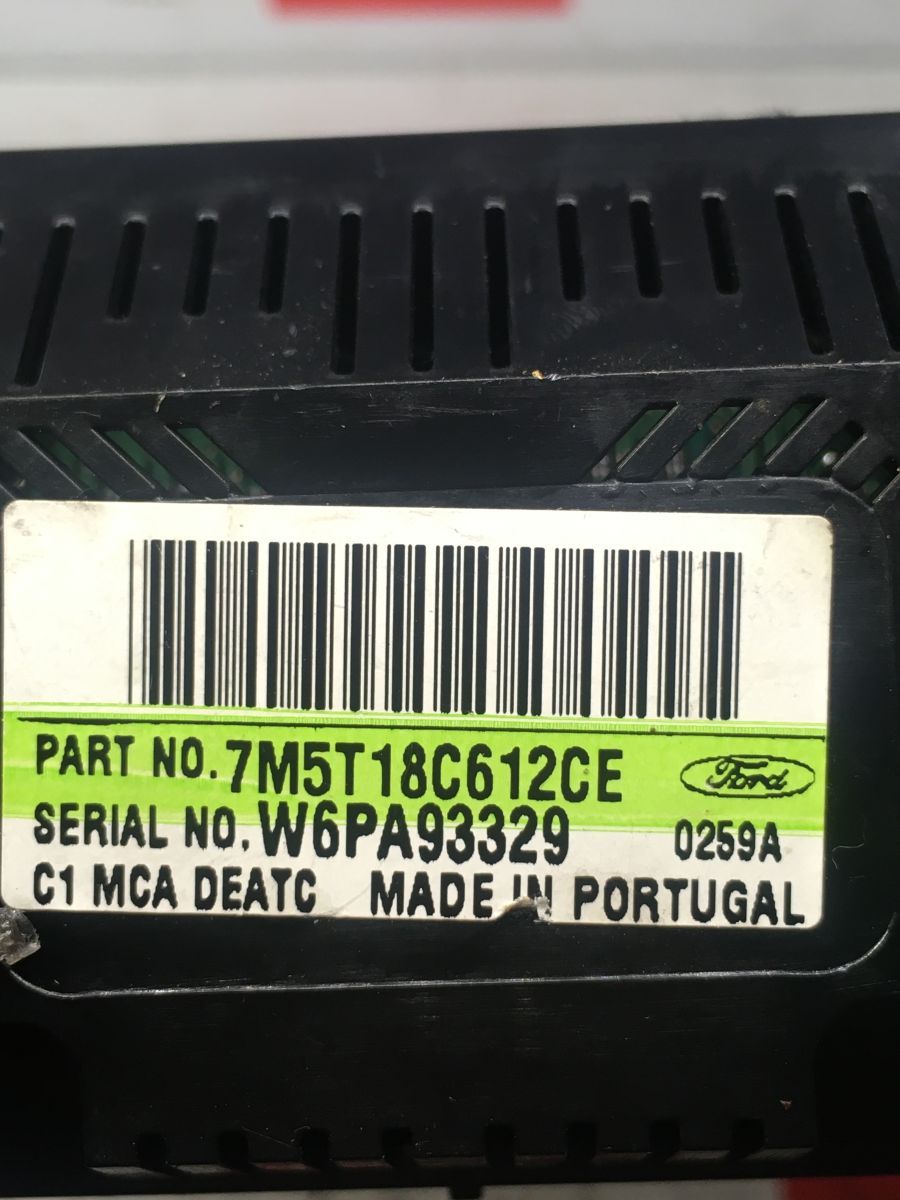 PART NO. 7M5T18C612CE Ford
SERIAL NO. W6PA93329 0259A
C1 MCA DEATC MADE IN PORTUGAL